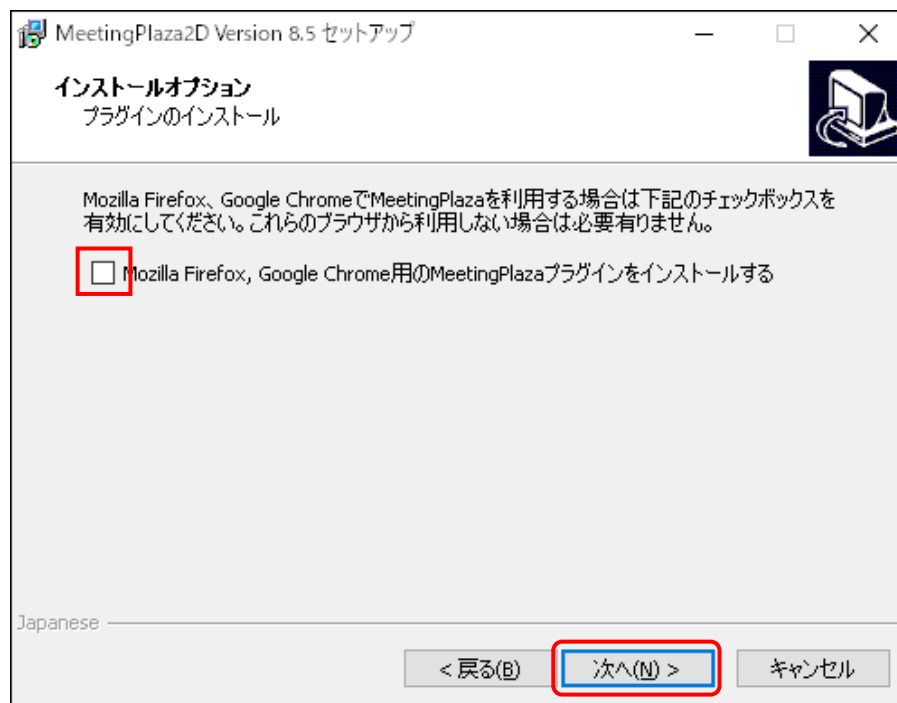 MeetingPlaza2D Version 8.5 セットアップ
インストールオプション
プラグインのインストール
Mozilla Firefox、Google ChromeでMeetingPlazaを利用する場合は下記のチェックボックスを
有効にしてください。これらのブラウザから利用しない場合は必要有りません。
Mozilla Firefox, Google Chrome用のMeetingPlazaプラグインをインストールする
Japanese
< 戻る(B) 次へ(N) > キャンセル